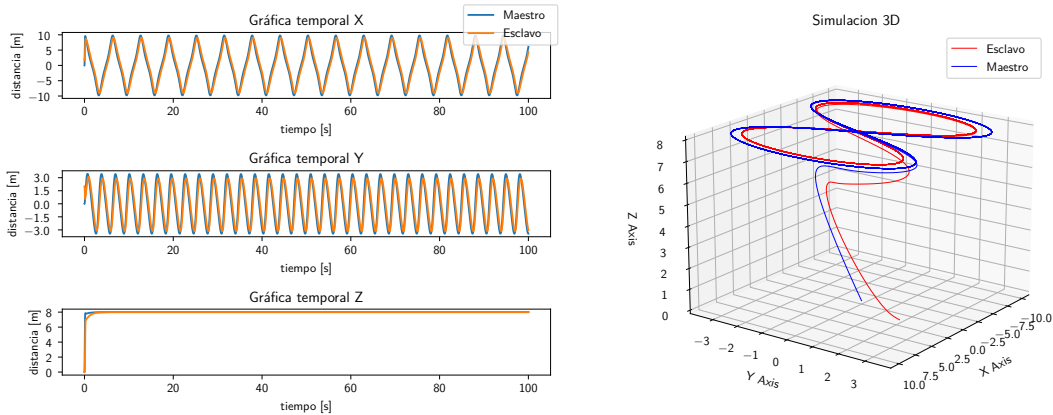 Gráfica temporal X
Maestro
Esclavo
distancia [m]
10
5
0
−5
−10
0 20 40 60 80 100
tiempo [s]
Gráfica temporal Y
distancia [m]
3.0
1.5
0.0
−1.5
−3.0
0 20 40 60 80 100
tiempo [s]
Gráfica temporal Z
distancia [m]
8
6
4
2
0
0 20 40 60 80 100
tiempo [s]
Simulacion 3D
Esclavo
Maestro
Z Axis
8
7
6
5
4
3
2
1
0
−3 −2 −1 0 1 2 3
Y Axis
10.0 7.5 5.0 2.5 0.0 −2.5 −5.0 −7.5 −10.0
X Axis